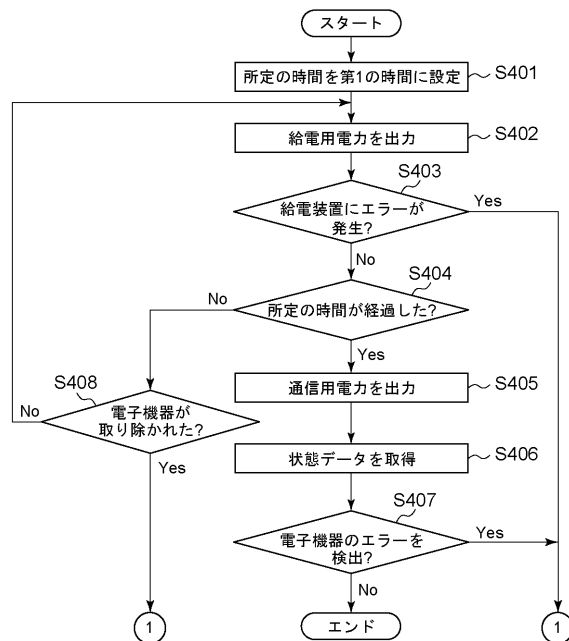 スタート
所定の時間を第1の時間に設定
S401
給電用電力を出力
S402
S403
給電装置にエラーが
発生?
Yes
No
S404
所定の時間が経過した?
No
Yes
S408
電子機器が
取り除かれた?
No
Yes
通信用電力を出力
S405
状態データを取得
S406
S407
電子機器のエラーを
検出?
Yes
No
1
エンド
1